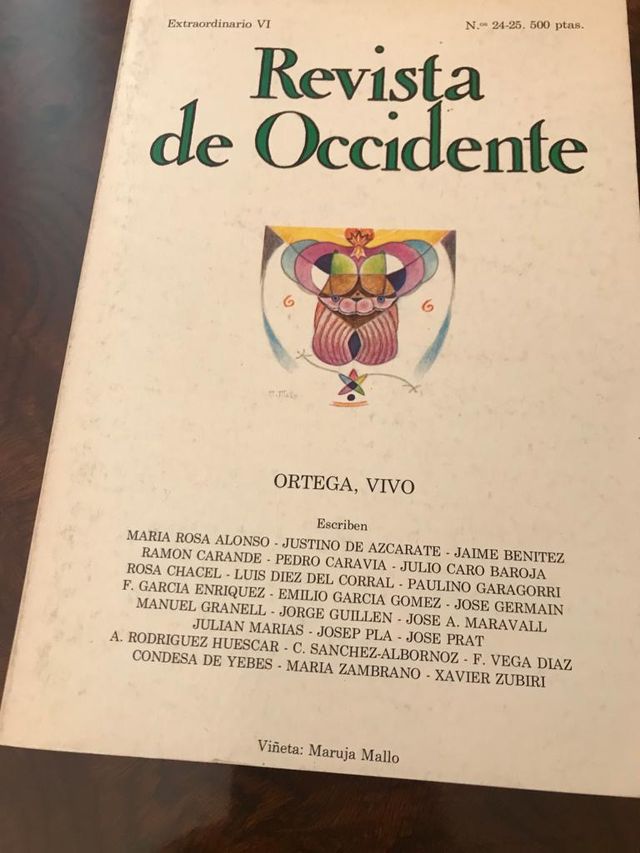 Extraordinario VI
N.os 24-25. 500 ptas.
Revista
de Occidente
6
6
M. Mallo
ORTEGA, VIVO
Escriben
MARIA ROSA ALONSO - JUSTINO DE AZCARATE - JAIME BENITEZ
RAMON CARANDE - PEDRO CARAVIA - JULIO CARO BAROJA
ROSA CHACEL - LUIS DIEZ DEL CORRAL - PAULINO GARAGORRI
F. GARCIA ENRIQUEZ - EMILIO GARCIA GOMEZ - JOSE GERMAIN
MANUEL GRANELL - JORGE GUILLEN - JOSE A. MARAVALL
JULIAN MARIAS - JOSEP PLA - JOSE PRAT
A. RODRIGUEZ HUESCAR - C. SANCHEZ-ALBORNOZ - F. VEGA DIAZ
CONDESA DE YEBES - MARIA ZAMBRANO - XAVIER ZUBIRI
Viñeta: Maruja Mallo